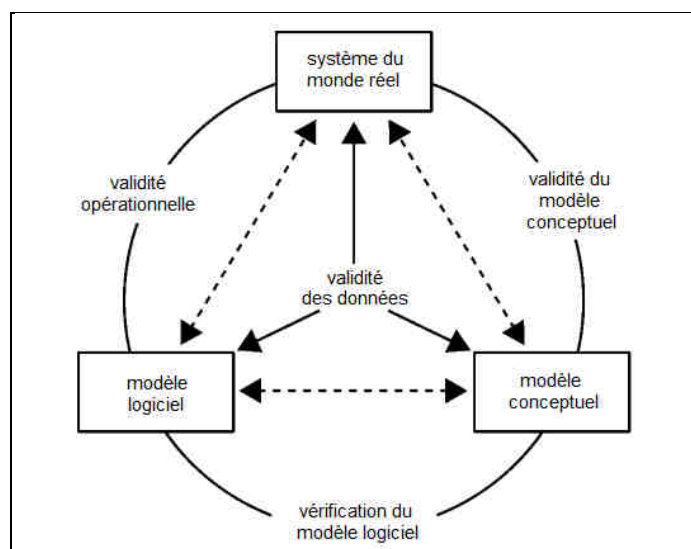 système du
monde réel
validité
opérationnelle
validité du
modèle
conceptuel
validité
des données
modèle
logiciel
modèle
conceptuel
vérification du
modèle logiciel